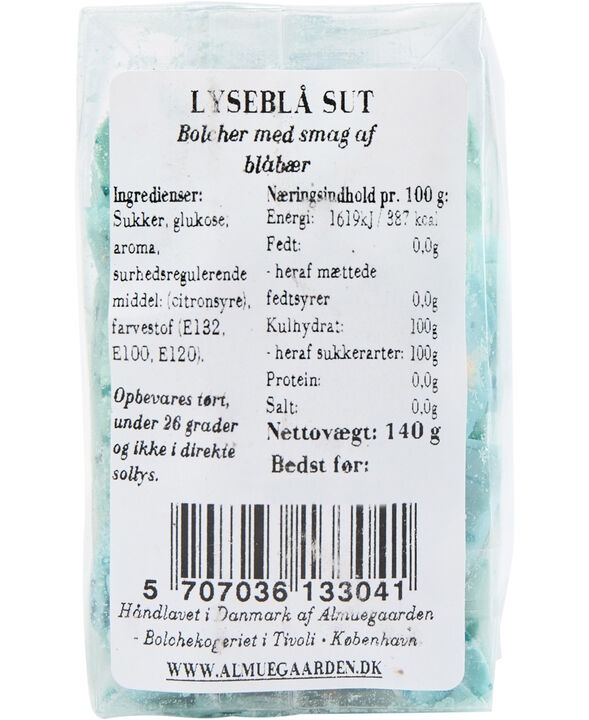 LYSEBLÅ SUT
Bolcher med smag af
blåbær
Ingredienser:
Sukker, glukose,
aroma,
surhedsregulerende
middel: (citronsyre),
farvestof (E132,
E100, E120).
Opbevares tørt,
under 26 grader
og ikke i direkte
sollys.
Næringsindhold pr. 100 g:
Energi: 1619kJ / 387 kcal
Fedt: 0,0g
- heraf mættede
fedtsyrer 0,0g
Kulhydrat: 100g
- heraf sukkerarter: 100g
Protein: 0,0g
Salt: 0,0g
Nettovægt: 140 g
Bedst før:
5 707036 133041
Håndlavet i Danmark af Almuegaarden
- Bolchekogeriet i Tivoli • København
WWW.ALMUEGAARDEN.DK